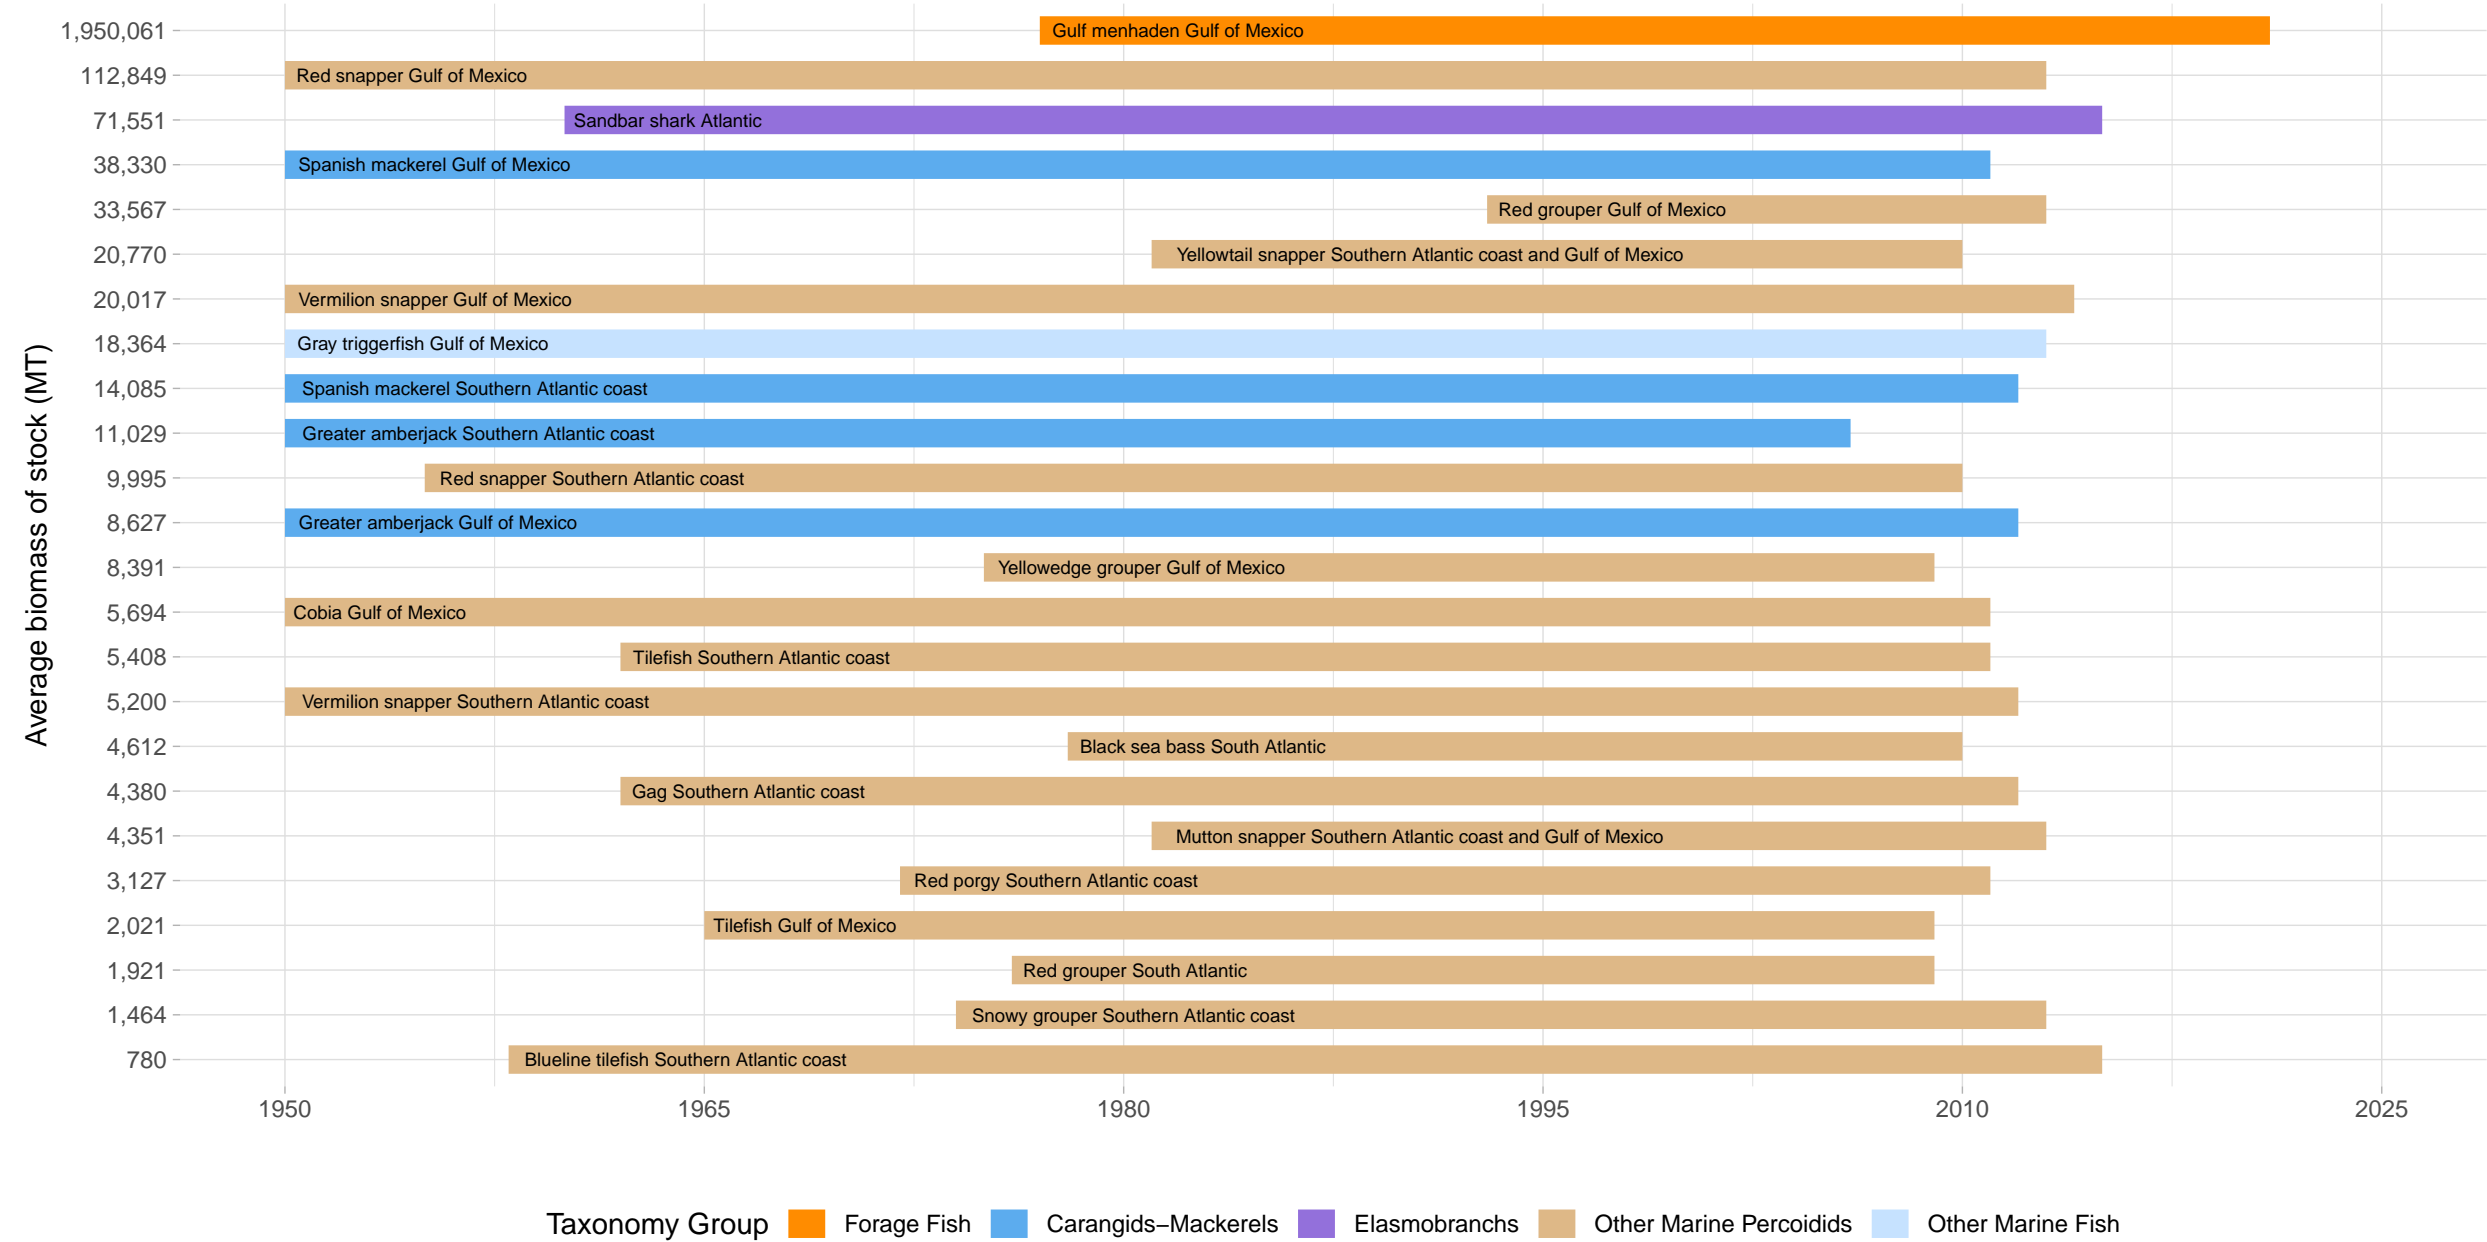 1,950,061 Gulf menhaden Gulf of Mexico
112,849 Red snapper Gulf of Mexico
71,551 Sandbar shark Atlantic
38,330 Spanish mackerel Gulf of Mexico
33,567 Red grouper Gulf of Mexico
20,770 Yellowtail snapper Southern Atlantic coast and Gulf of Mexico
20,017 Vermilion snapper Gulf of Mexico
18,364 Gray triggerfish Gulf of Mexico
14,085 Spanish mackerel Southern Atlantic coast
11,029 Greater amberjack Southern Atlantic coast
9,995 Red snapper Southern Atlantic coast
8,627 Greater amberjack Gulf of Mexico
8,391 Yellowedge grouper Gulf of Mexico
5,694 Cobia Gulf of Mexico
5,408 Tilefish Southern Atlantic coast
5,200 Vermilion snapper Southern Atlantic coast
4,612 Black sea bass South Atlantic
4,380 Gag Southern Atlantic coast
4,351 Mutton snapper Southern Atlantic coast and Gulf of Mexico
3,127 Red porgy Southern Atlantic coast
2,021 Tilefish Gulf of Mexico
1,921 Red grouper South Atlantic
1,464 Snowy grouper Southern Atlantic coast
780 Blueline tilefish Southern Atlantic coast
Average biomass of stock (MT)
1950 1965 1980 1995 2010 2025
Taxonomy Group Forage Fish Carangids−Mackerels Elasmobranchs Other Marine Percoidids Other Marine Fish